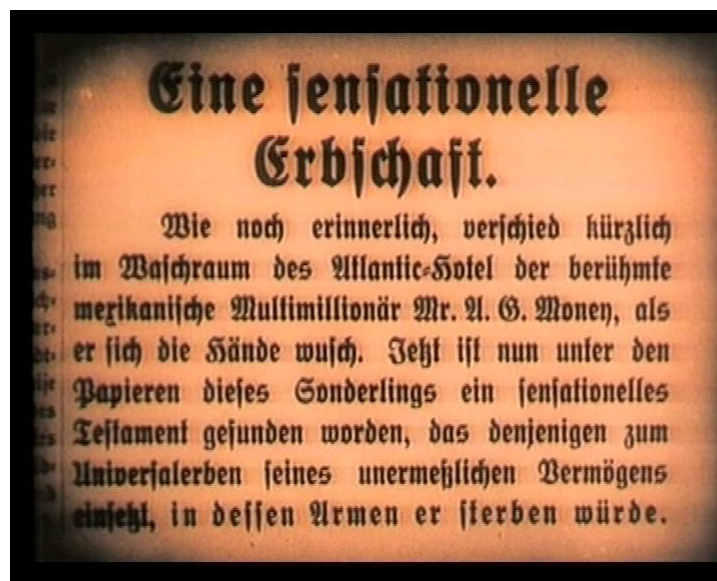 Eine sensationelle
Erbschaft.
Wie noch erinnerlich, verschied kürzlich
im Waschraum des Atlantic-Hotel der berühmte
mexikanische Multimillionär Mr. A. G. Money, als
er sich die Hände wusch. Jetzt ist nun unter den
Papieren dieses Sonderlings ein sensationelles
Testament gefunden worden, das denjenigen zum
Universalerben seines unermeßlichen Vermögens
einsetzt, in dessen Armen er sterben würde.